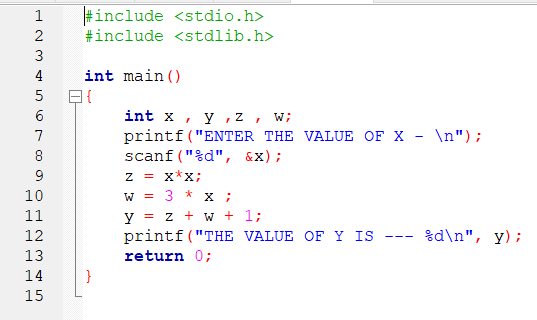 1 #include <stdio.h>
2 #include <stdlib.h>
3
4 int main()
5 {
6 int x , y ,z , w;
7 printf("ENTER THE VALUE OF X - \n");
8 scanf("%d", &x);
9 z = x*x;
10 w = 3 * x ;
11 y = z + w + 1;
12 printf("THE VALUE OF Y IS --- %d\n", y);
13 return 0;
14 }
15